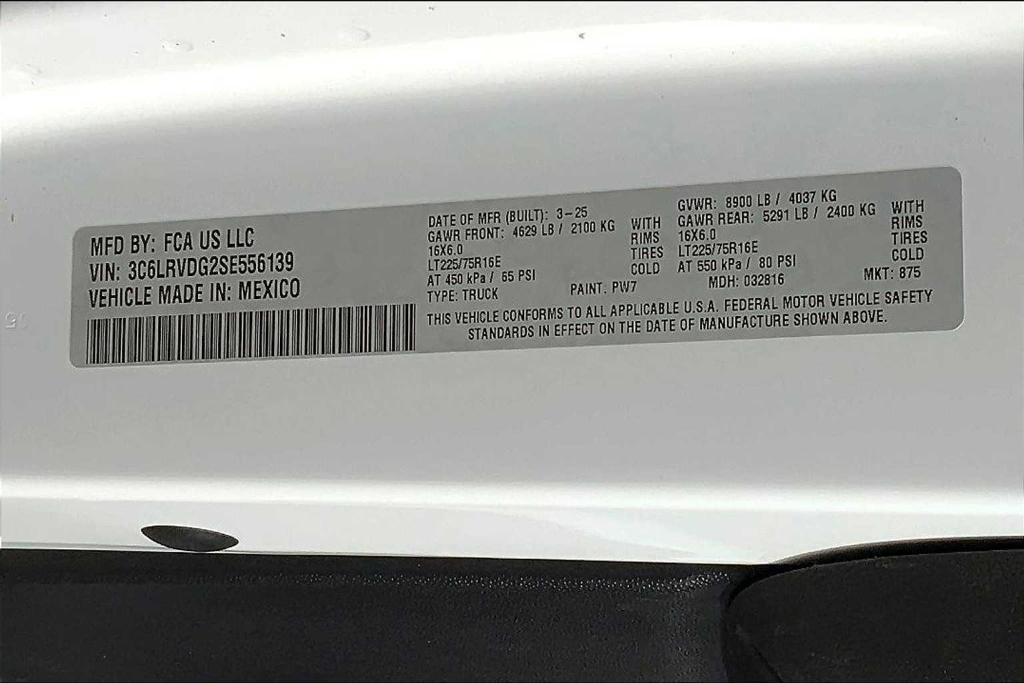 MFD BY: FCA US LLC
VIN: 3C6LRVDG2SE556139
VEHICLE MADE IN: MEXICO
DATE OF MFR (BUILT): 3-25
GAWR FRONT: 4629 LB / 2100 KG WITH
16X6.0 RIMS
LT225/75R16E TIRES
AT 450 kPa / 65 PSI COLD
TYPE: TRUCK PAINT: PW7
GVWR: 8900 LB / 4037 KG
GAWR REAR: 5291 LB / 2400 KG WITH
16X6.0 RIMS
LT225/75R16E TIRES
AT 550 kPa / 80 PSI COLD
MDH: 032816 MKT: 875
THIS VEHICLE CONFORMS TO ALL APPLICABLE U.S.A. FEDERAL MOTOR VEHICLE SAFETY
STANDARDS IN EFFECT ON THE DATE OF MANUFACTURE SHOWN ABOVE.